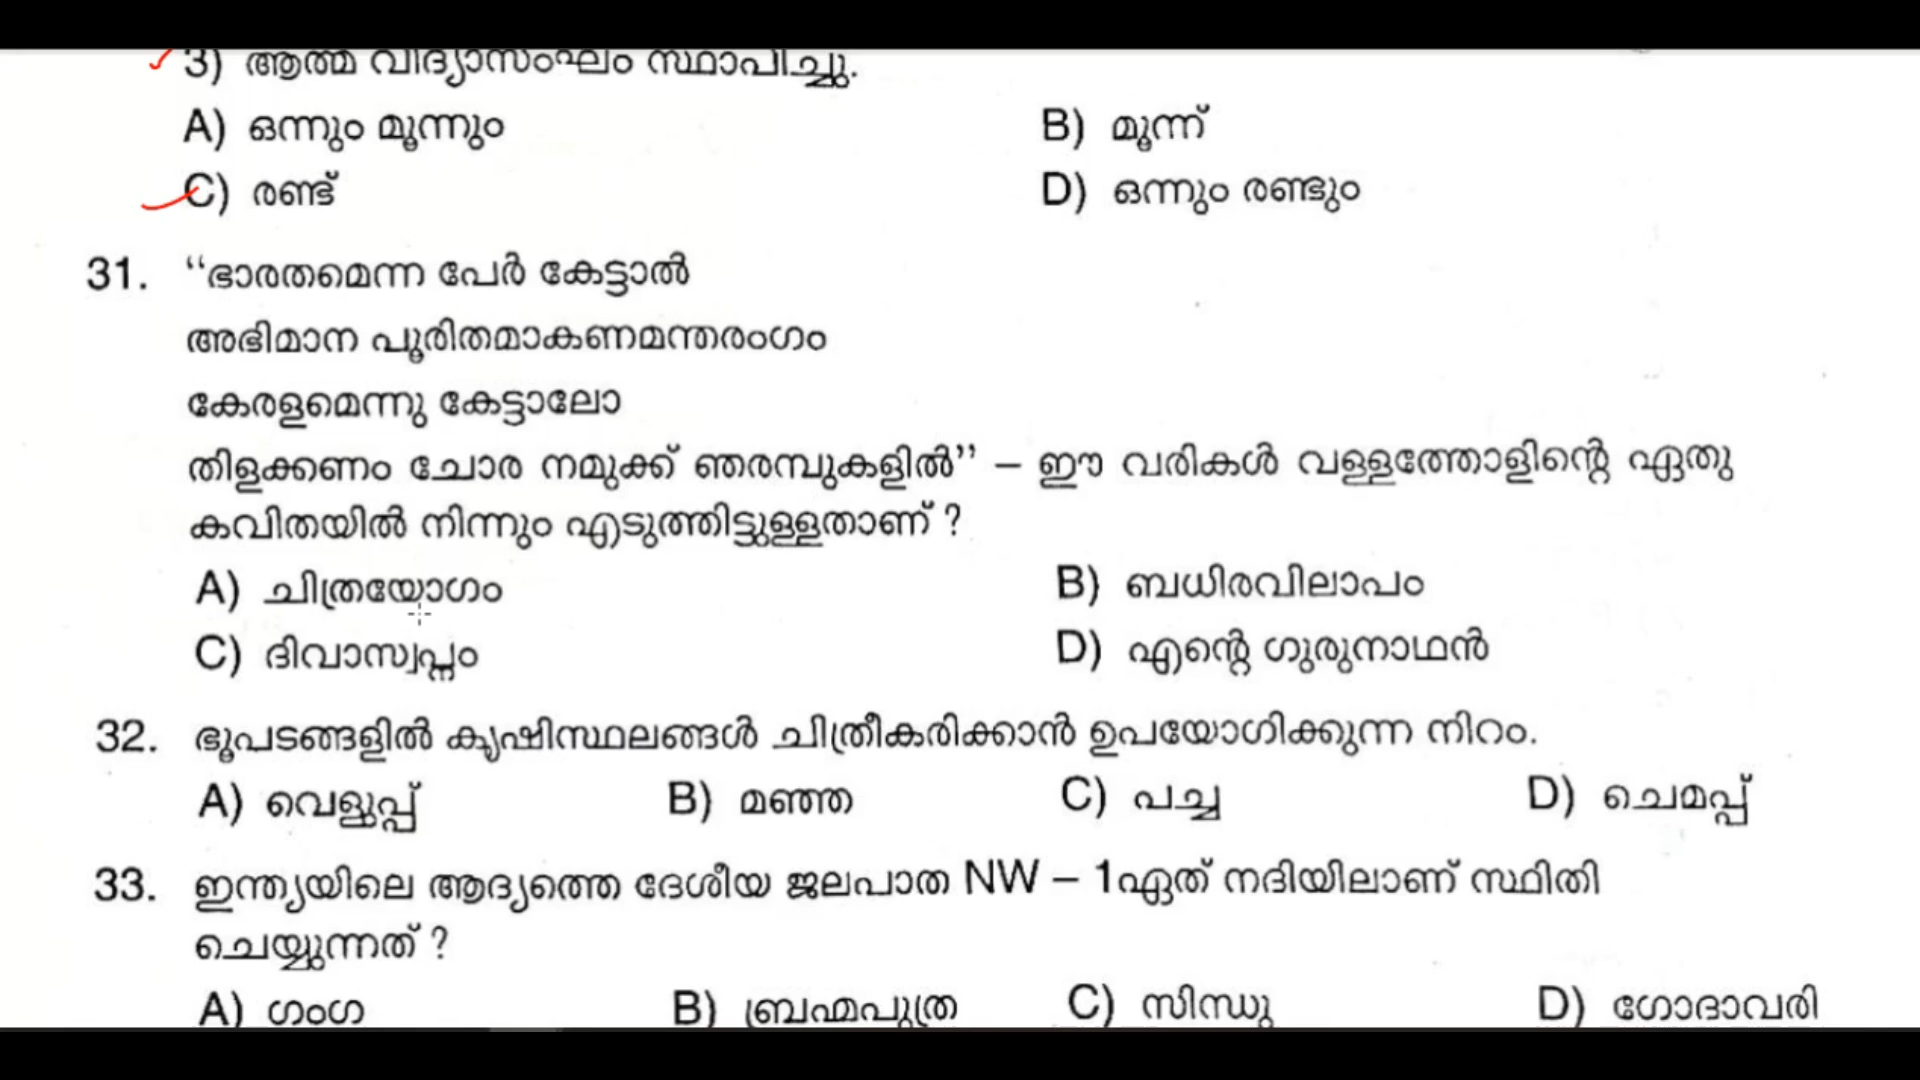 3) ആത്മ വിദ്യാസംഘം സ്ഥാപിച്ചു.
A) ഒന്നും മൂന്നും B) മൂന്ന്
C) രണ്ട് D) ഒന്നും രണ്ടും
31. “ഭാരതമെന്ന പേർ കേട്ടാൽ
അഭിമാന പൂരിതമാകണമന്തരംഗം
കേരളമെന്നു കേട്ടാലോ
തിളക്കണം ചോര നമുക്ക് ഞരമ്പുകളിൽ” – ഈ വരികൾ വള്ളത്തോളിന്റെ ഏതു
കവിതയിൽ നിന്നും എടുത്തിട്ടുള്ളതാണ് ?
A) ചിത്രയോഗം B) ബധിരവിലാപം
C) ദിവാസ്വപ്നം D) എന്റെ ഗുരുനാഥൻ
32. ഭൂപടങ്ങളിൽ കൃഷിസ്ഥലങ്ങൾ ചിത്രീകരിക്കാൻ ഉപയോഗിക്കുന്ന നിറം.
A) വെളുപ്പ് B) മഞ്ഞ C) പച്ച D) ചെമപ്പ്
33. ഇന്ത്യയിലെ ആദ്യത്തെ ദേശീയ ജലപാത NW – 1ഏത് നദിയിലാണ് സ്ഥിതി
ചെയ്യുന്നത് ?
A) ഗംഗ B) ബ്രഹ്മപുത്ര C) സിന്ധു D) ഗോദാവരി